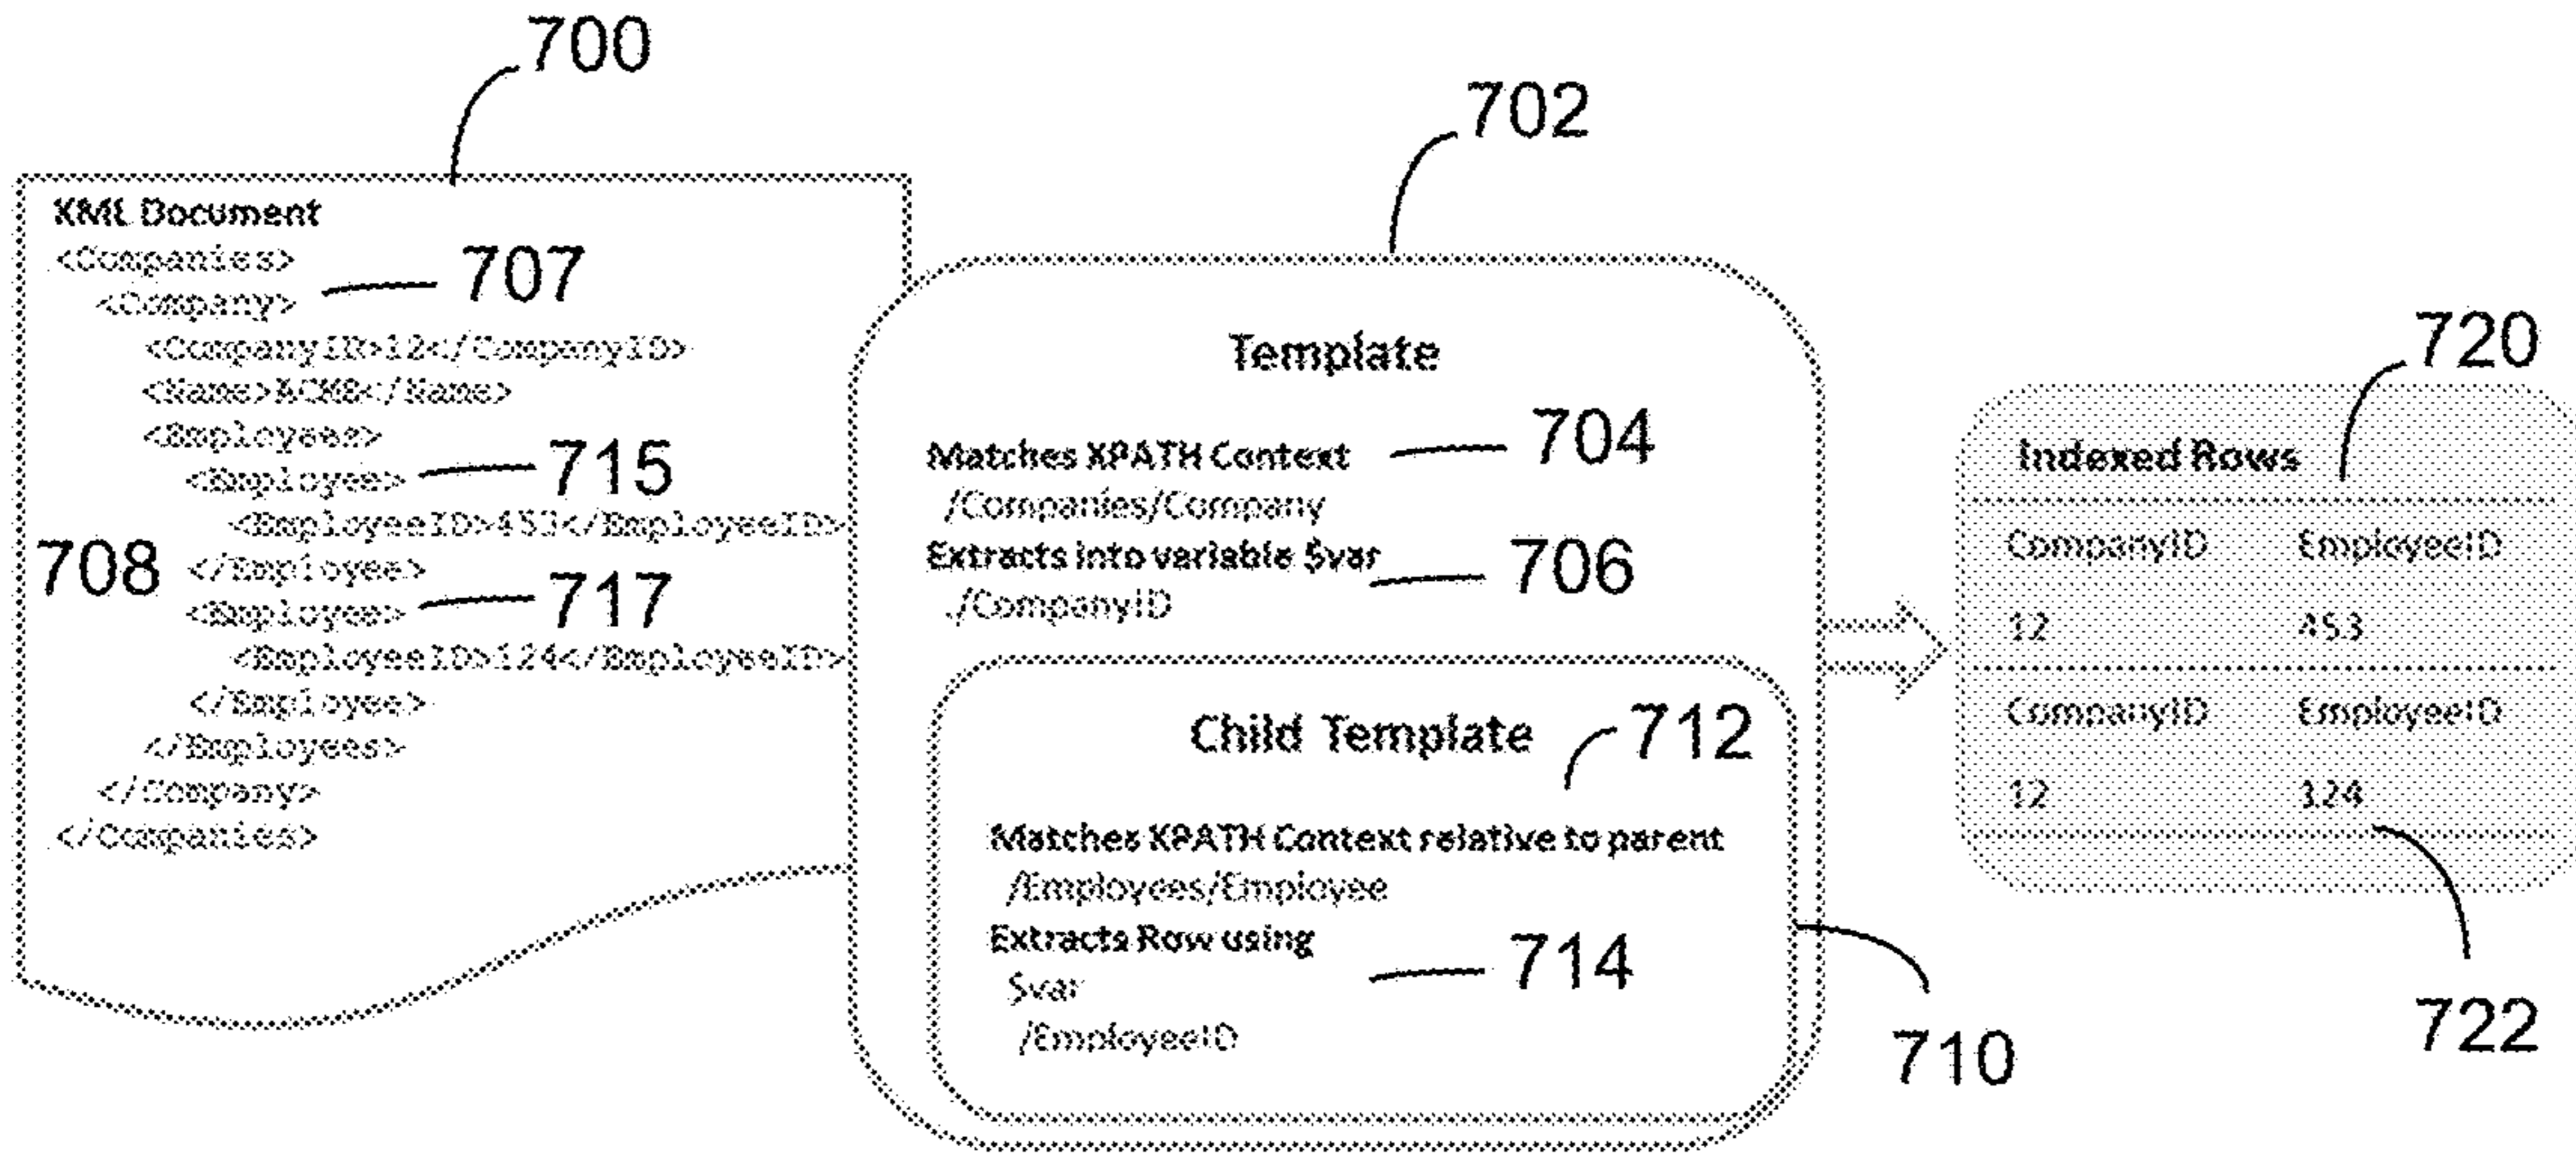 700
702
XML Document
<Companies>
707
<Company>
<CompanyID>12</CompanyID>
<Name>ACME</Name>
<Employees>
715
<Employee>
<EmployeeID>453</EmployeeID>
708
</Employee>
717
<Employee>
<EmployeeID>124</EmployeeID>
</Employee>
</Employees>
</Company>
</Companies>
Template
Matches XPATH Context
704
/Companies/Company
Extracts into variable $var
706
./CompanyID
Child Template
712
Matches XPATH Context relative to parent
/Employees/Employee
Extracts Row using
714
$var
/EmployeeID
710
720
Indexed Rows
CompanyID EmployeeID
12 453
CompanyID EmployeeID
12 124
722